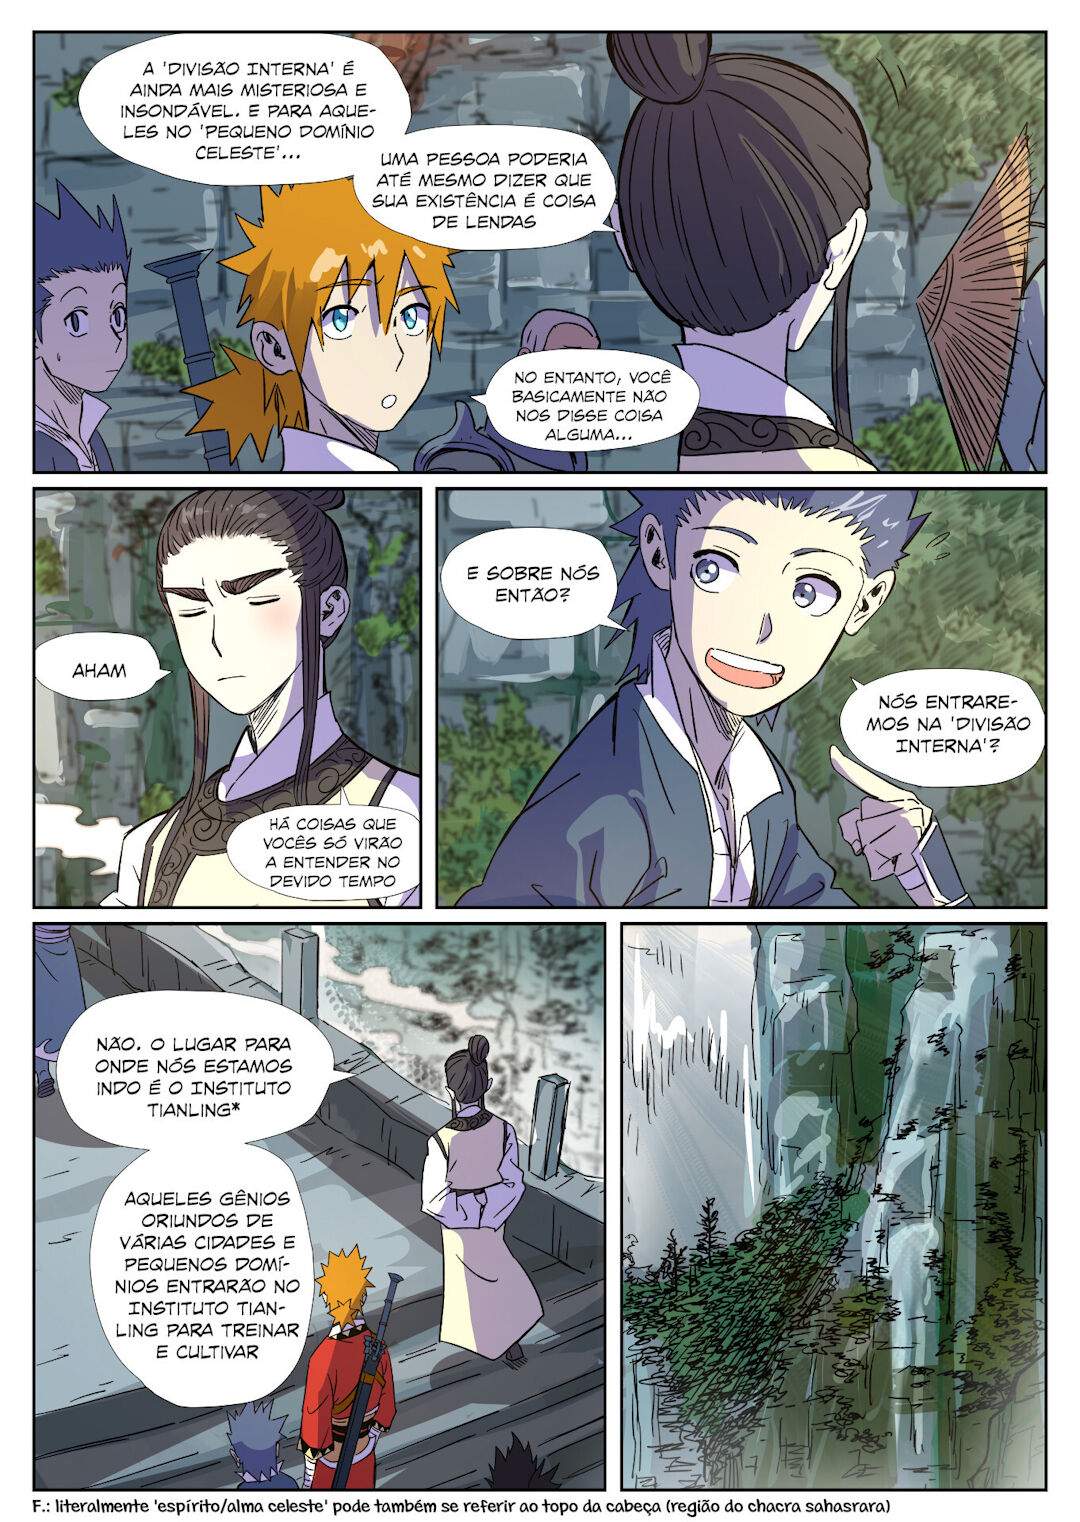 A 'DIVISÃO INTERNA' É
AINDA MAIS MISTERIOSA E
INSONDÁVEL. E PARA AQUE-
LES NO 'PEQUENO DOMÍNIO
CELESTE'...
UMA PESSOA PODERIA
ATÉ MESMO DIZER QUE
SUA EXISTÊNCIA É COISA
DE LENDAS
NO ENTANTO, VOCÊ
BASICAMENTE NÃO
NOS DISSE COISA
ALGUMA...
AHAM
HÁ COISAS QUE
VOCÊS SÓ VIRÃO
A ENTENDER NO
DEVIDO TEMPO
E SOBRE NÓS
ENTÃO?
NÓS ENTRARE-
MOS NA 'DIVISÃO
INTERNA'?
NÃO. O LUGAR PARA
ONDE NÓS ESTAMOS
INDO É O INSTITUTO
TIANLING*
AQUELES GÊNIOS
ORIUNDOS DE
VÁRIAS CIDADES E
PEQUENOS DOMÍ-
NIOS ENTRARÃO NO
INSTITUTO TIAN-
LING PARA TREINAR
E CULTIVAR
F.: literalmente 'espírito/alma celeste' pode também se referir ao topo da cabeça (região do chacra sahasrara)